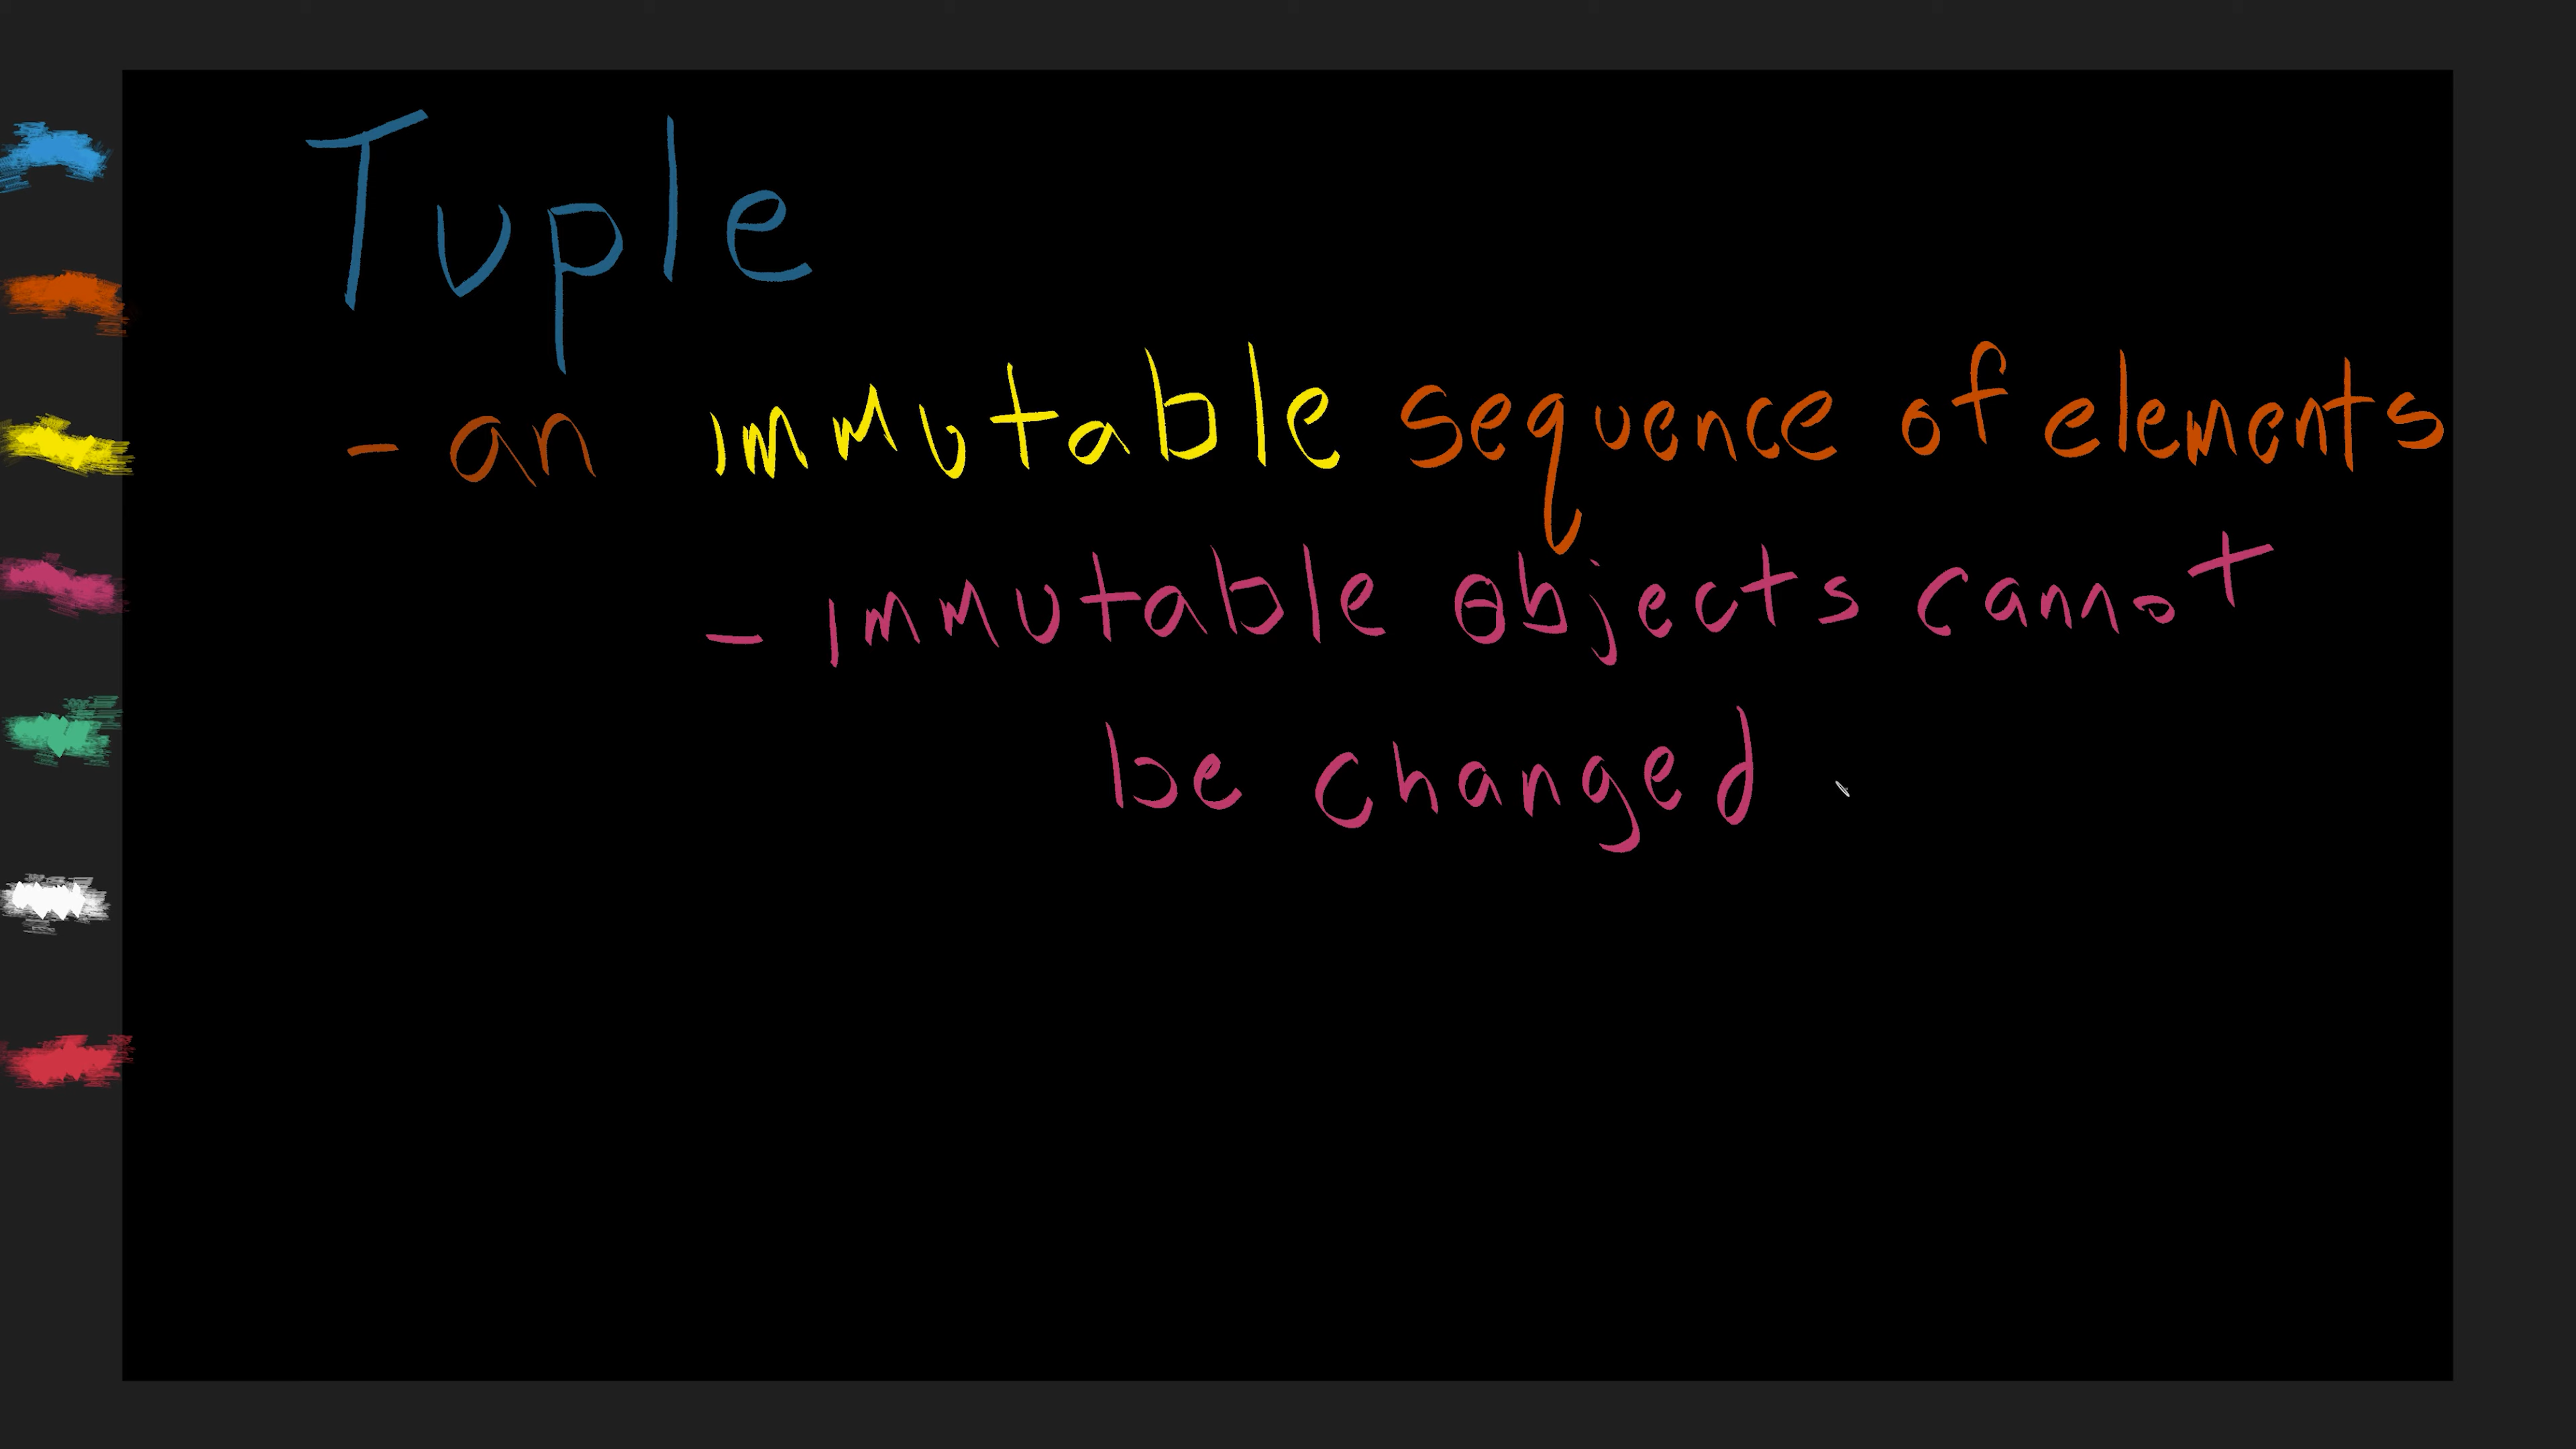 Tuple
- an immutable sequence of elements
- immutable objects cannot
be changed